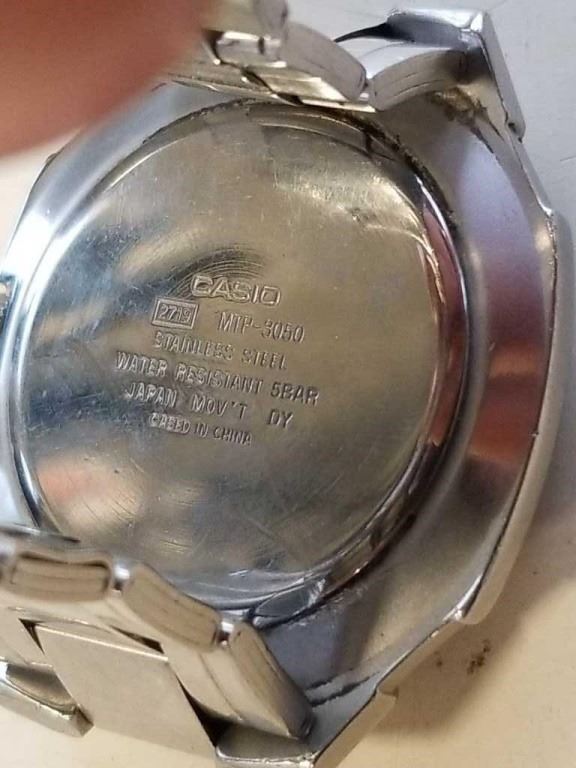 CASIO
2719 MTP-3050
STAINLESS STEEL
WATER RESISTANT 5BAR
JAPAN MOV'T DY
CASED IN CHINA